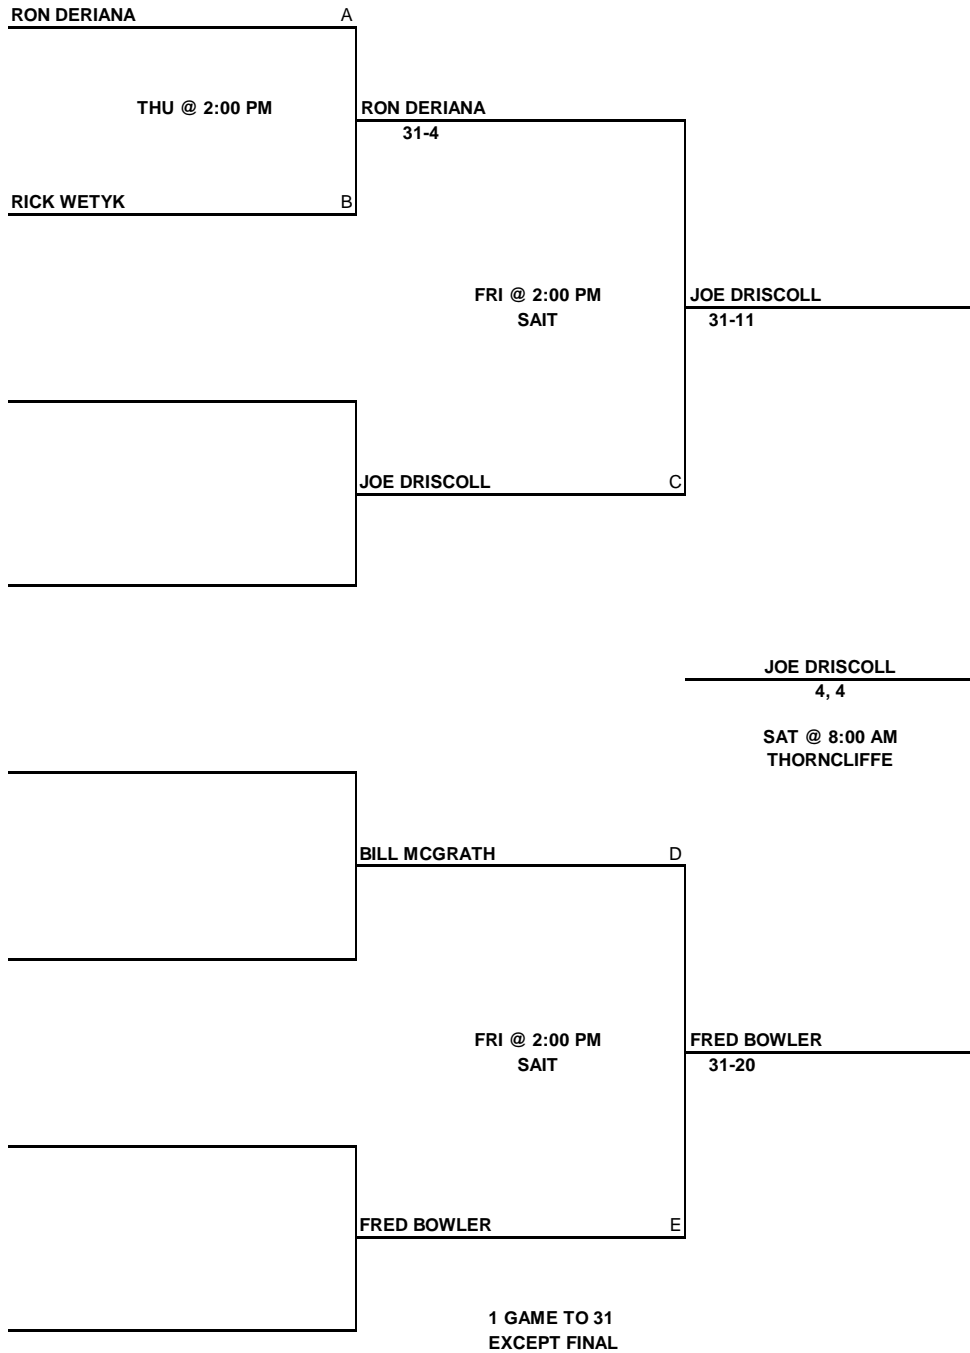 RON DERIANA A
THU @ 2:00 PM
RON DERIANA
31-4
RICK WETYK B
FRI @ 2:00 PM
SAIT
JOE DRISCOLL
31-11
JOE DRISCOLL C
JOE DRISCOLL
4, 4
SAT @ 8:00 AM
THORNCLIFFE
BILL MCGRATH D
FRI @ 2:00 PM
SAIT
FRED BOWLER
31-20
FRED BOWLER E
1 GAME TO 31
EXCEPT FINAL